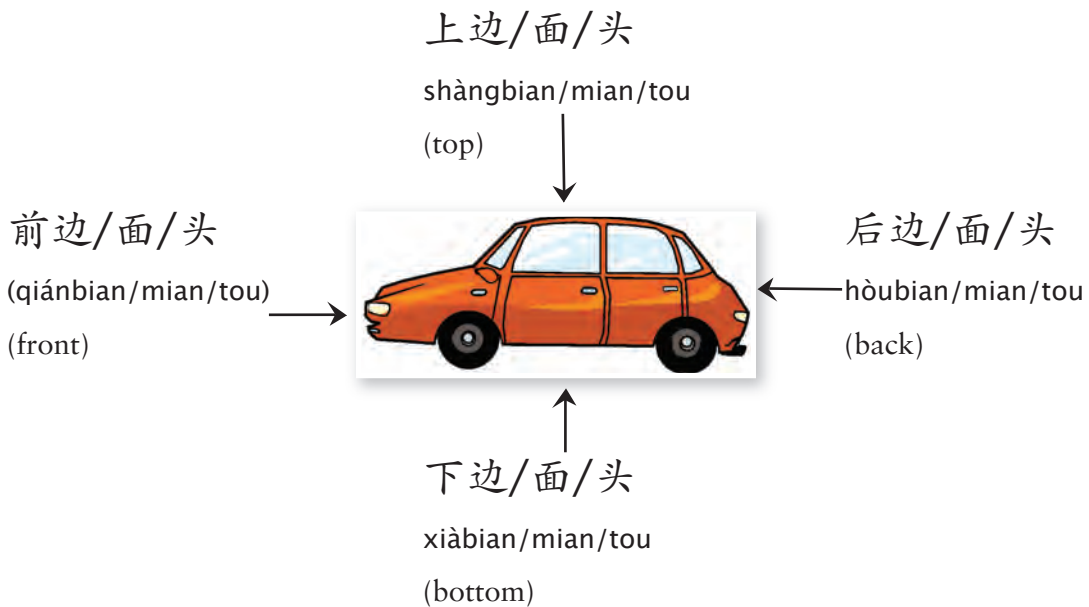 上边/面/头
shàngbian/mian/tou
(top)
前边/面/头
(qiánbian/mian/tou)
(front)
后边/面/头
hòubian/mian/tou
(back)
下边/面/头
xiàbian/mian/tou
(bottom)